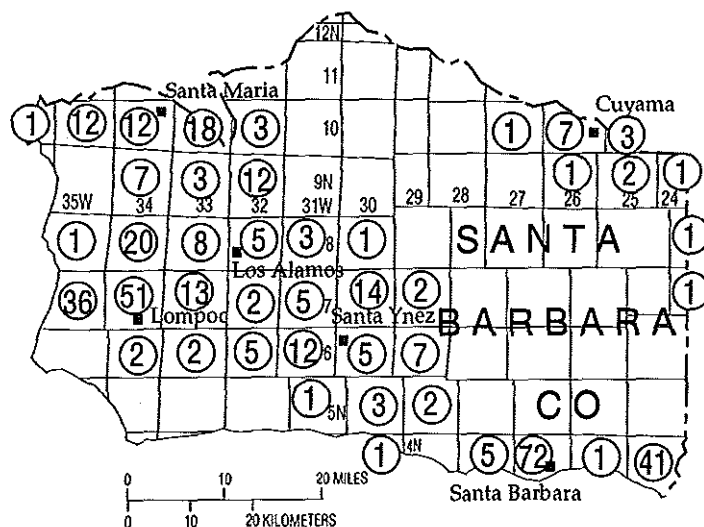 12N
11
Santa Maria
Cuyama
1 12 12 18 3 10 1 7 3
7 3 12 9N 1 2 1
35W 34 33 32 31W 30 29 28 27 26 25 24
1 20 8 5 3 8 1 SANTA 1
Los Alamos
36 51 13 2 5 7 14 2 1
Lompoc Santa Ynez BARBARA
2 2 5 12 6 5 7
1 5N 3 2 CO
1 4N 5 72 1 41
Santa Barbara
0 10 20 MILES
0 10 20 KILOMETERS